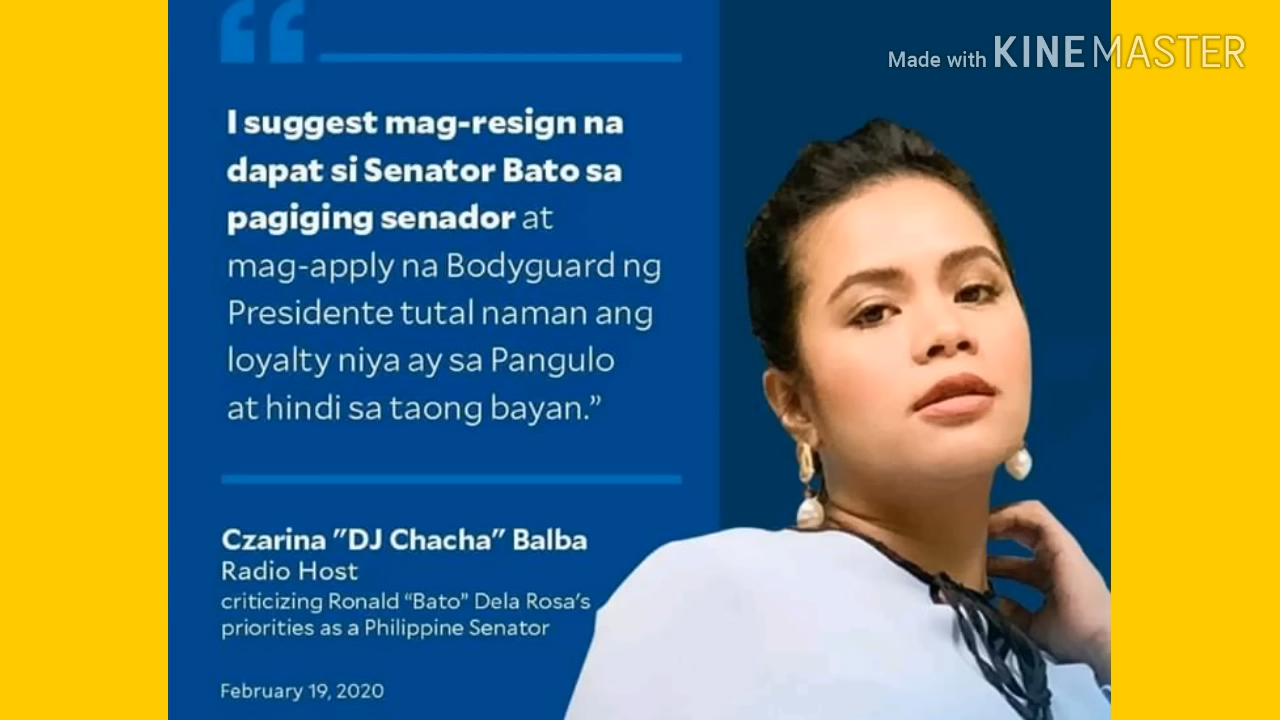 Made with KINEMASTER
“
I suggest mag-resign na
dapat si Senator Bato sa
pagiging senador at
mag-apply na Bodyguard ng
Presidente tutal naman ang
loyalty niya ay sa Pangulo
at hindi sa taong bayan.”
Czarina "DJ Chacha" Balba
Radio Host
criticizing Ronald “Bato” Dela Rosa's
priorities as a Philippine Senator
February 19, 2020